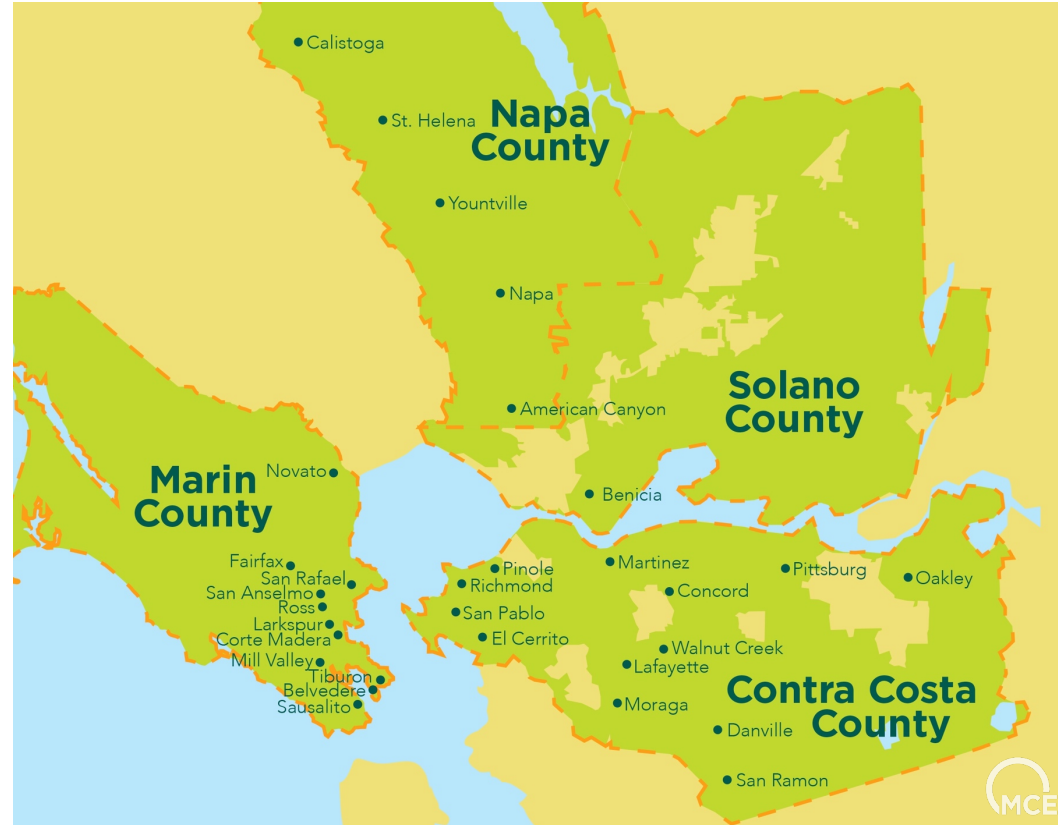 Calistoga
St. Helena
Napa
County
Yountville
Napa
American Canyon
Solano
County
Benicia
Marin
County
Novato
Fairfax
San Rafael
San Anselmo
Ross
Larkspur
Corte Madera
Mill Valley
Tiburon
Belvedere
Sausalito
Pinole
Richmond
San Pablo
El Cerrito
Martinez
Concord
Pittsburg
Oakley
Walnut Creek
Lafayette
Moraga
Contra Costa
County
Danville
San Ramon
MCE